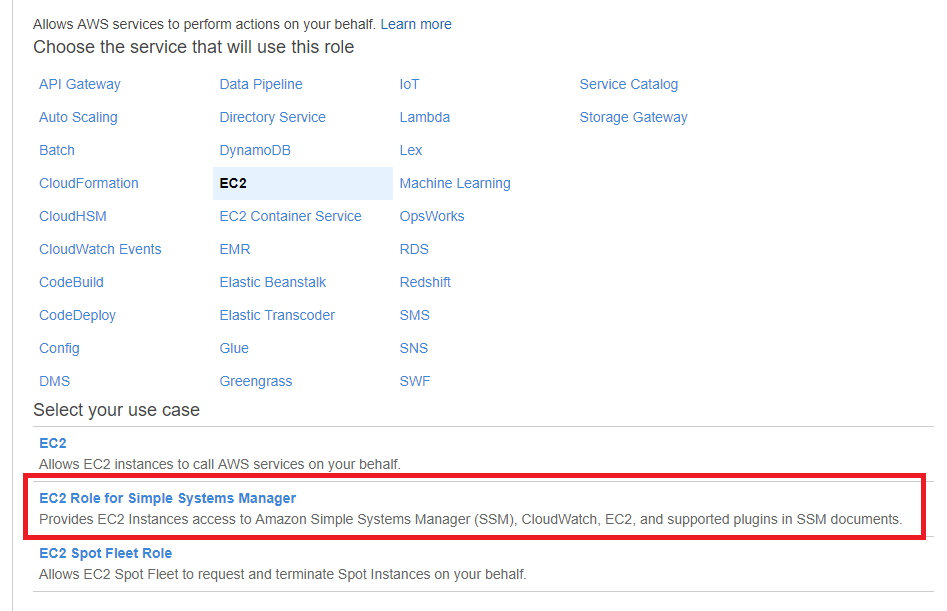 Allows AWS services to perform actions on your behalf. Learn more
Choose the service that will use this role
API Gateway Data Pipeline IoT Service Catalog
Auto Scaling Directory Service Lambda Storage Gateway
Batch DynamoDB Lex
CloudFormation EC2 Machine Learning
CloudHSM EC2 Container Service OpsWorks
CloudWatch Events EMR RDS
CodeBuild Elastic Beanstalk Redshift
CodeDeploy Elastic Transcoder SMS
Config Glue SNS
DMS Greengrass SWF
Select your use case
EC2
Allows EC2 instances to call AWS services on your behalf.
EC2 Role for Simple Systems Manager
Provides EC2 Instances access to Amazon Simple Systems Manager (SSM), CloudWatch, EC2, and supported plugins in SSM documents.
EC2 Spot Fleet Role
Allows EC2 Spot Fleet to request and terminate Spot Instances on your behalf.